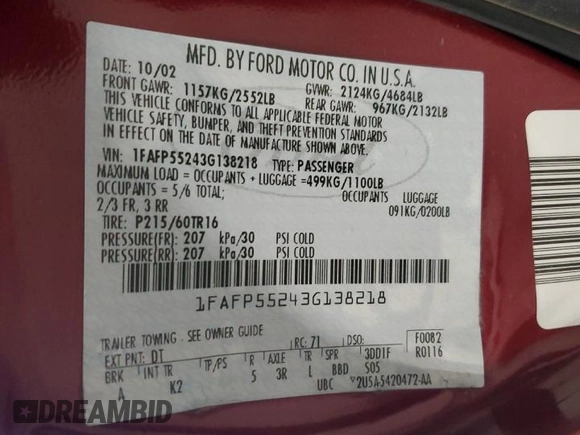 MFD. BY FORD MOTOR CO. IN U.S.A.
DATE: 10/02 GVWR: 2124KG/4684LB
FRONT GAWR: 1157KG/2552LB REAR GAWR: 967KG/2132LB
THIS VEHICLE CONFORMS TO ALL APPLICABLE FEDERAL MOTOR
VEHICLE SAFETY, BUMPER, AND THEFT PREVENTION STANDARDS
IN EFFECT ON THE DATE OF MANUFACTURE SHOWN ABOVE.
VIN: 1FAFP55243G138218 TYPE: PASSENGER
MAXIMUM LOAD = OCCUPANTS + LUGGAGE =499KG/1100LB
OCCUPANTS = 5/6 TOTAL; OCCUPANTS LUGGAGE
2/3 FR, 3 RR 091KG/0200LB
TIRE: P215/60TR16
PRESSURE(FR) 207 kPa/30 PSI COLD
PRESSURE(RR) 207 kPa/30 PSI COLD
1FAFP55243G138218
TRAILER TOWING - SEE OWNER GUIDE
EXT PNT: DT RC: 71 DSO: F0082
BRK INT TR TP/PS R AXLE TR SPR 3DD1F R0116
A K2 5 3R L BBD S05
UBC 2U5A5420472-AA
DREAMBID